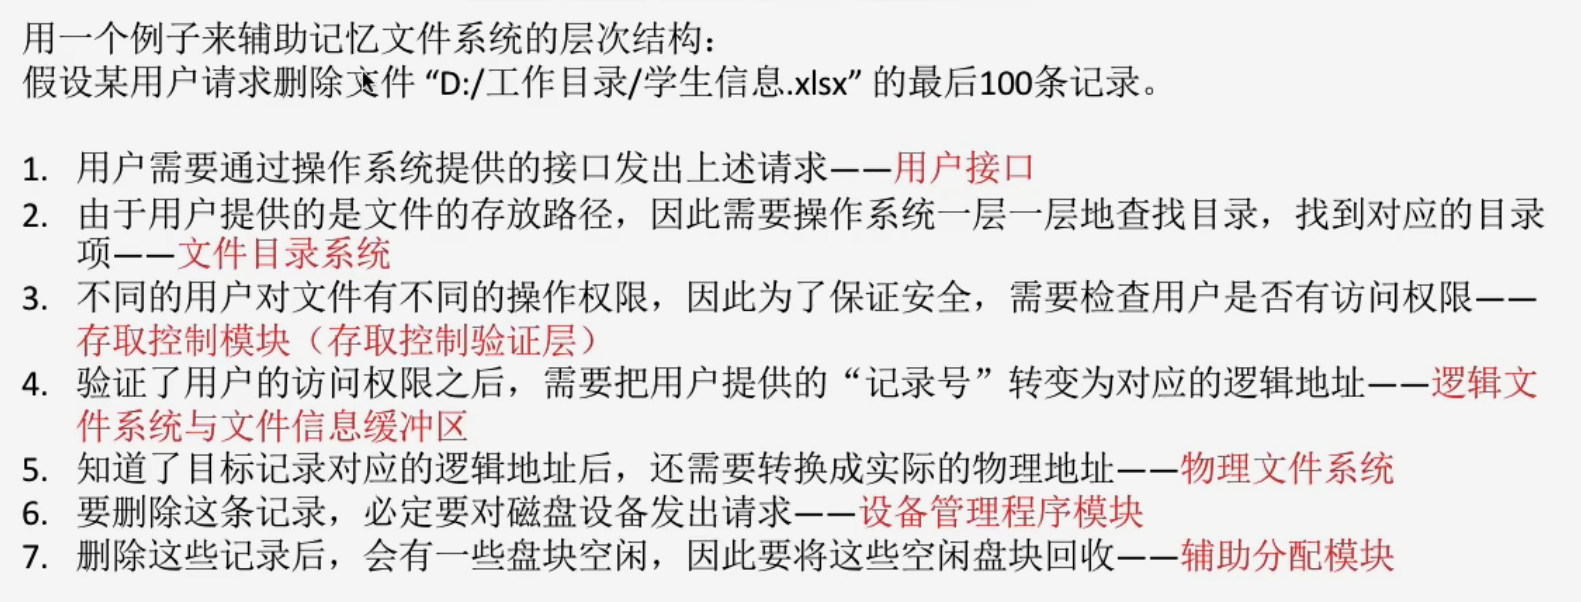 用一个例子来辅助记忆文件系统的层次结构：
假设某用户请求删除文件 “D:/工作目录/学生信息.xlsx” 的最后100条记录。
1. 用户需要通过操作系统提供的接口发出上述请求——用户接口
2. 由于用户提供的是文件的存放路径，因此需要操作系统一层一层地查找目录，找到对应的目录
项——文件目录系统
3. 不同的用户对文件有不同的操作权限，因此为了保证安全，需要检查用户是否有访问权限——
存取控制模块（存取控制验证层）
4. 验证了用户的访问权限之后，需要把用户提供的“记录号”转变为对应的逻辑地址——逻辑文
件系统与文件信息缓冲区
5. 知道了目标记录对应的逻辑地址后，还需要转换成实际的物理地址——物理文件系统
6. 要删除这条记录，必定要对磁盘设备发出请求——设备管理程序模块
7. 删除这些记录后，会有一些盘块空闲，因此要将这些空闲盘块回收——辅助分配模块